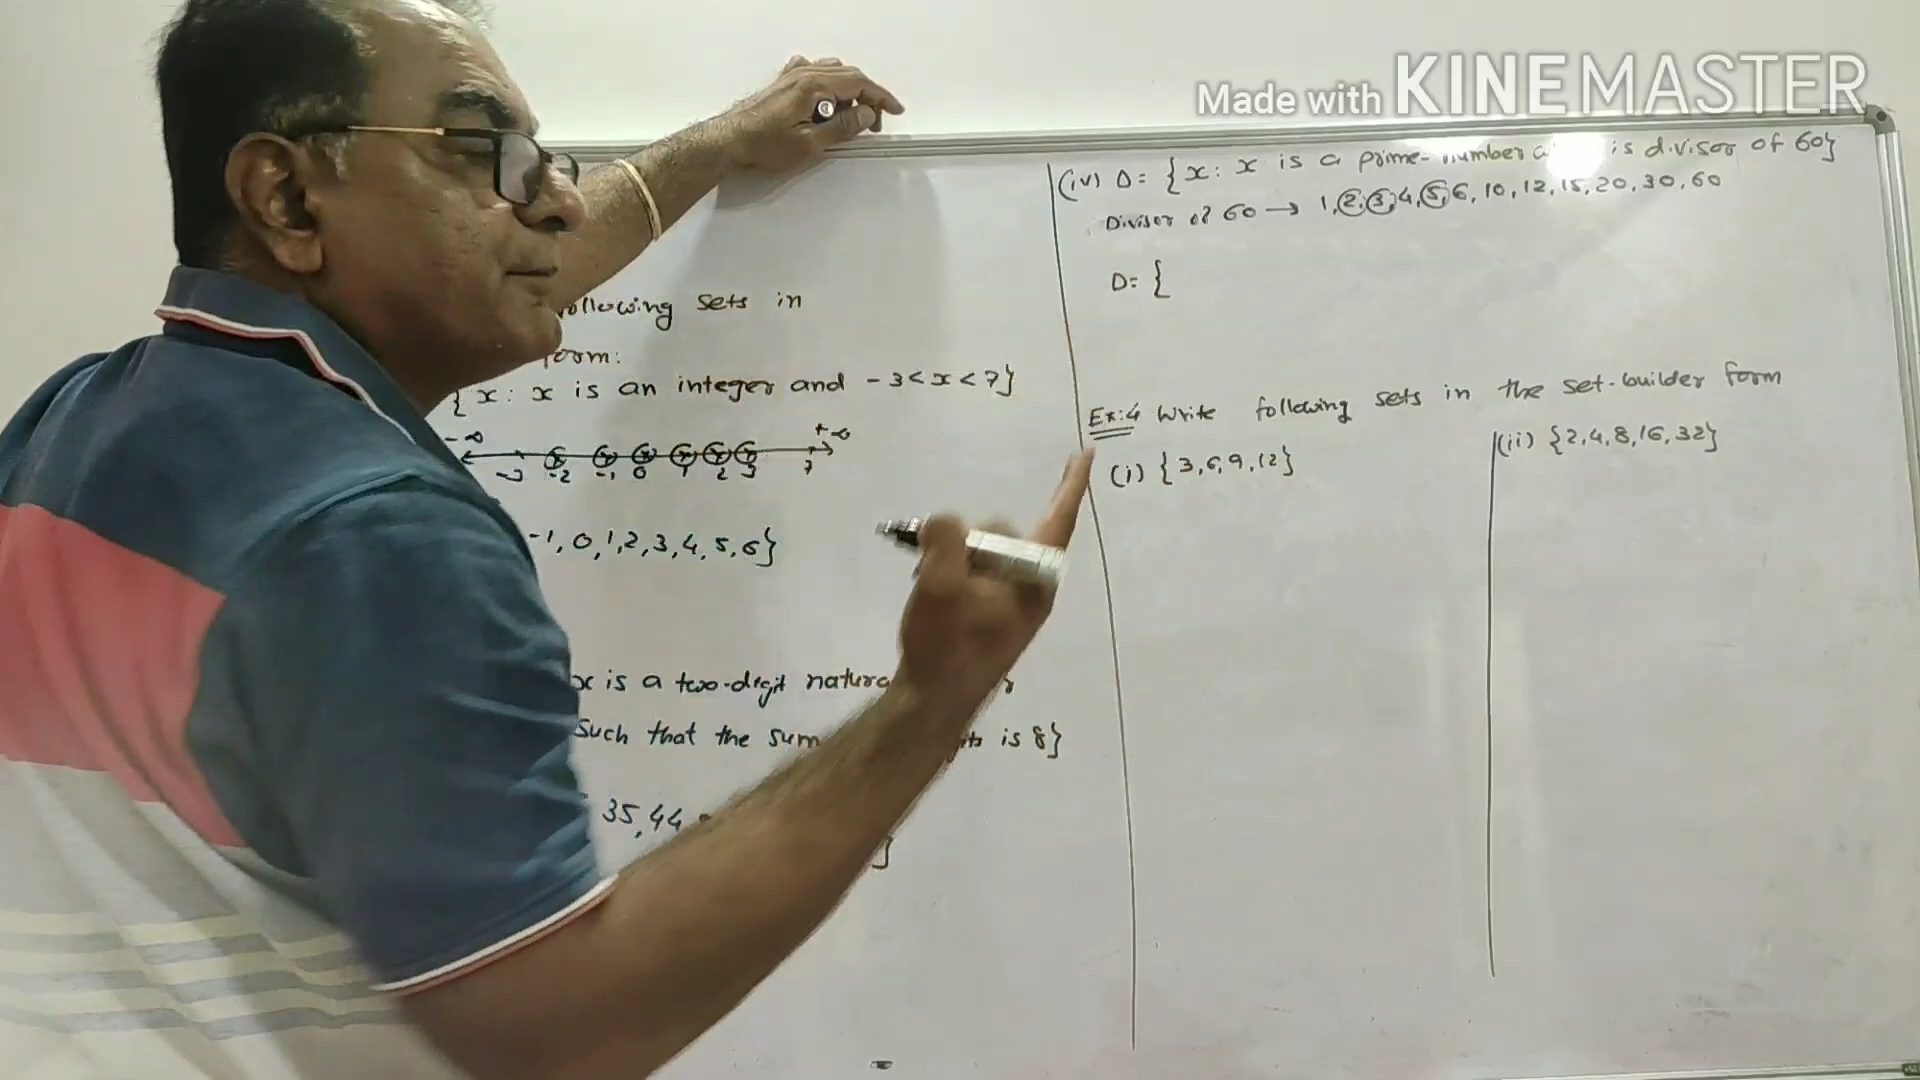 Made with KINEMASTER
following sets in
form:
{x: x is an integer and -3<x<7}
-∞ +∞
-3 -2 -1 0 1 2 3 7
-1, 0, 1, 2, 3, 4, 5, 6}
x is a two-digit
such that the sum is 8}
35, 44
}
(iv) D= {x: x is a prime-number is divisor of 60}
Divisor of 60 → 1, 2, 3, 4, 5, 6, 10, 12, 15, 20, 30, 60
D= {
Ex:4 Write following sets in the set-builder form
(i) {3, 6, 9, 12}
(ii) {2, 4, 8, 16, 32}